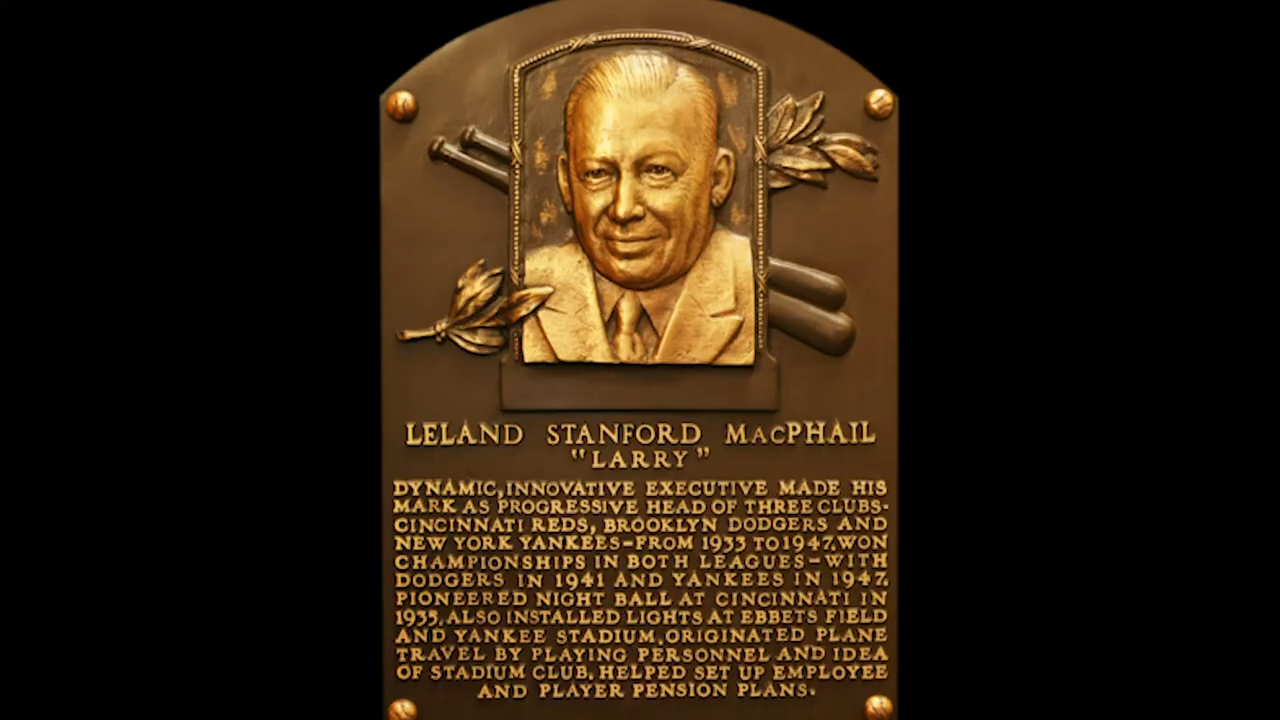 LELAND STANFORD MacPHAIL
"LARRY"
DYNAMIC, INNOVATIVE EXECUTIVE MADE HIS
MARK AS PROGRESSIVE HEAD OF THREE CLUBS-
CINCINNATI REDS, BROOKLYN DODGERS AND
NEW YORK YANKEES-FROM 1933 TO 1947. WON
CHAMPIONSHIPS IN BOTH LEAGUES-WITH
DODGERS IN 1941 AND YANKEES IN 1947.
PIONEERED NIGHT BALL AT CINCINNATI IN
1935. ALSO INSTALLED LIGHTS AT EBBETS FIELD
AND YANKEE STADIUM. ORIGINATED PLANE
TRAVEL BY PLAYING PERSONNEL AND IDEA
OF STADIUM CLUB. HELPED SET UP EMPLOYEE
AND PLAYER PENSION PLANS.